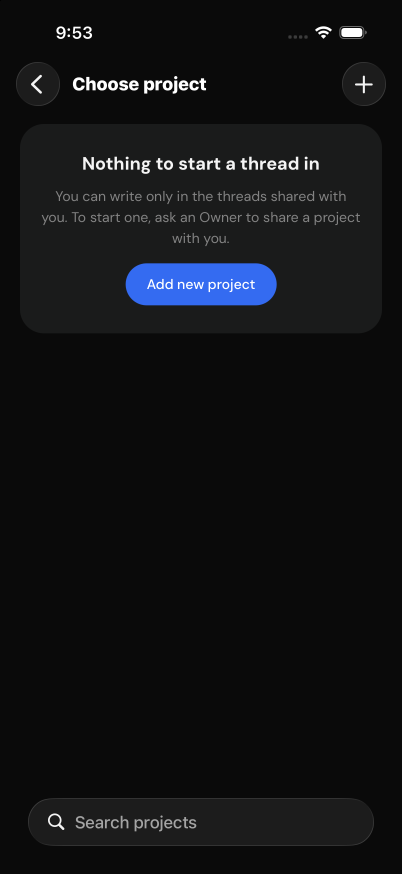 9:53
Choose project
Nothing to start a thread in
You can write only in the threads shared with
you. To start one, ask an Owner to share a project
with you.
Add new project
Search projects